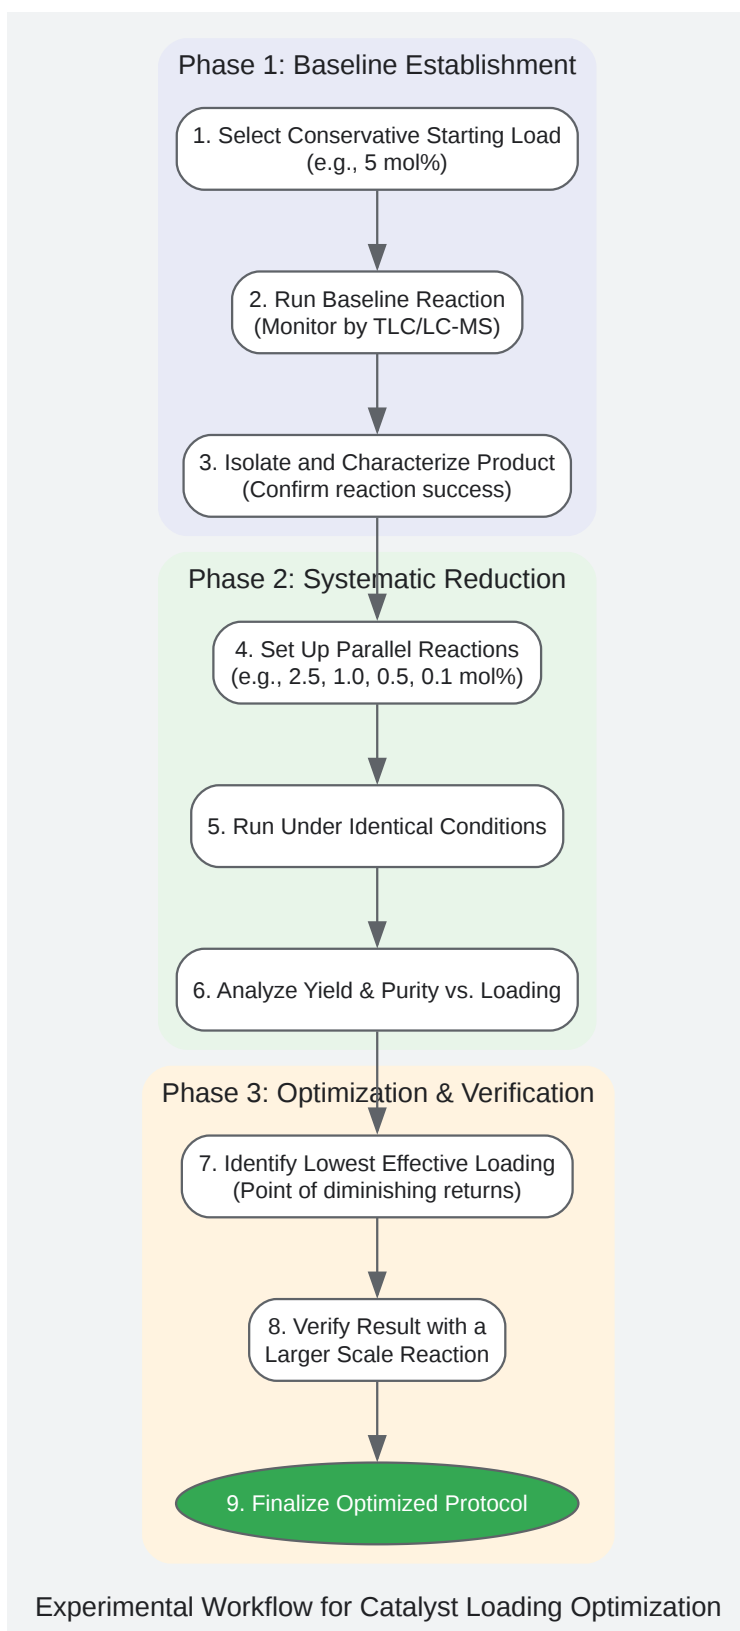 Phase 1: Baseline Establishment
1. Select Conservative Starting Load
(e.g., 5 mol%)
2. Run Baseline Reaction
(Monitor by TLC/LC-MS)
3. Isolate and Characterize Product
(Confirm reaction success)
Phase 2: Systematic Reduction
4. Set Up Parallel Reactions
(e.g., 2.5, 1.0, 0.5, 0.1 mol%)
5. Run Under Identical Conditions
6. Analyze Yield & Purity vs. Loading
Phase 3: Optimization & Verification
7. Identify Lowest Effective Loading
(Point of diminishing returns)
8. Verify Result with a
Larger Scale Reaction
9. Finalize Optimized Protocol
Experimental Workflow for Catalyst Loading Optimization